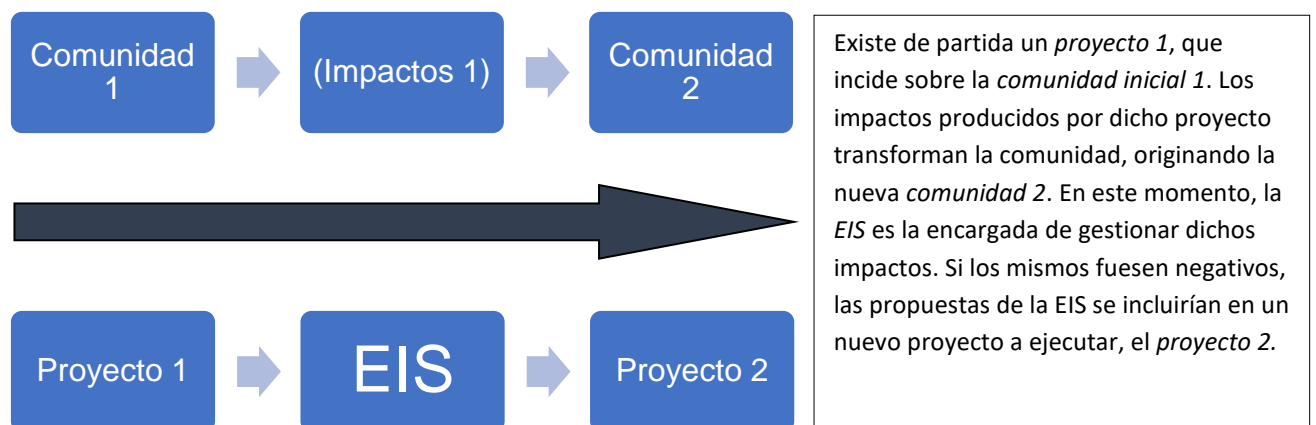 Comunidad
1
(Impactos 1)
Comunidad
2
Proyecto 1
EIS
Proyecto 2
Existe de partida un proyecto 1, que
incide sobre la comunidad inicial 1. Los
impactos producidos por dicho proyecto
transforman la comunidad, originando la
nueva comunidad 2. En este momento, la
EIS es la encargada de gestionar dichos
impactos. Si los mismos fuesen negativos,
las propuestas de la EIS se incluirían en un
nuevo proyecto a ejecutar, el proyecto 2.